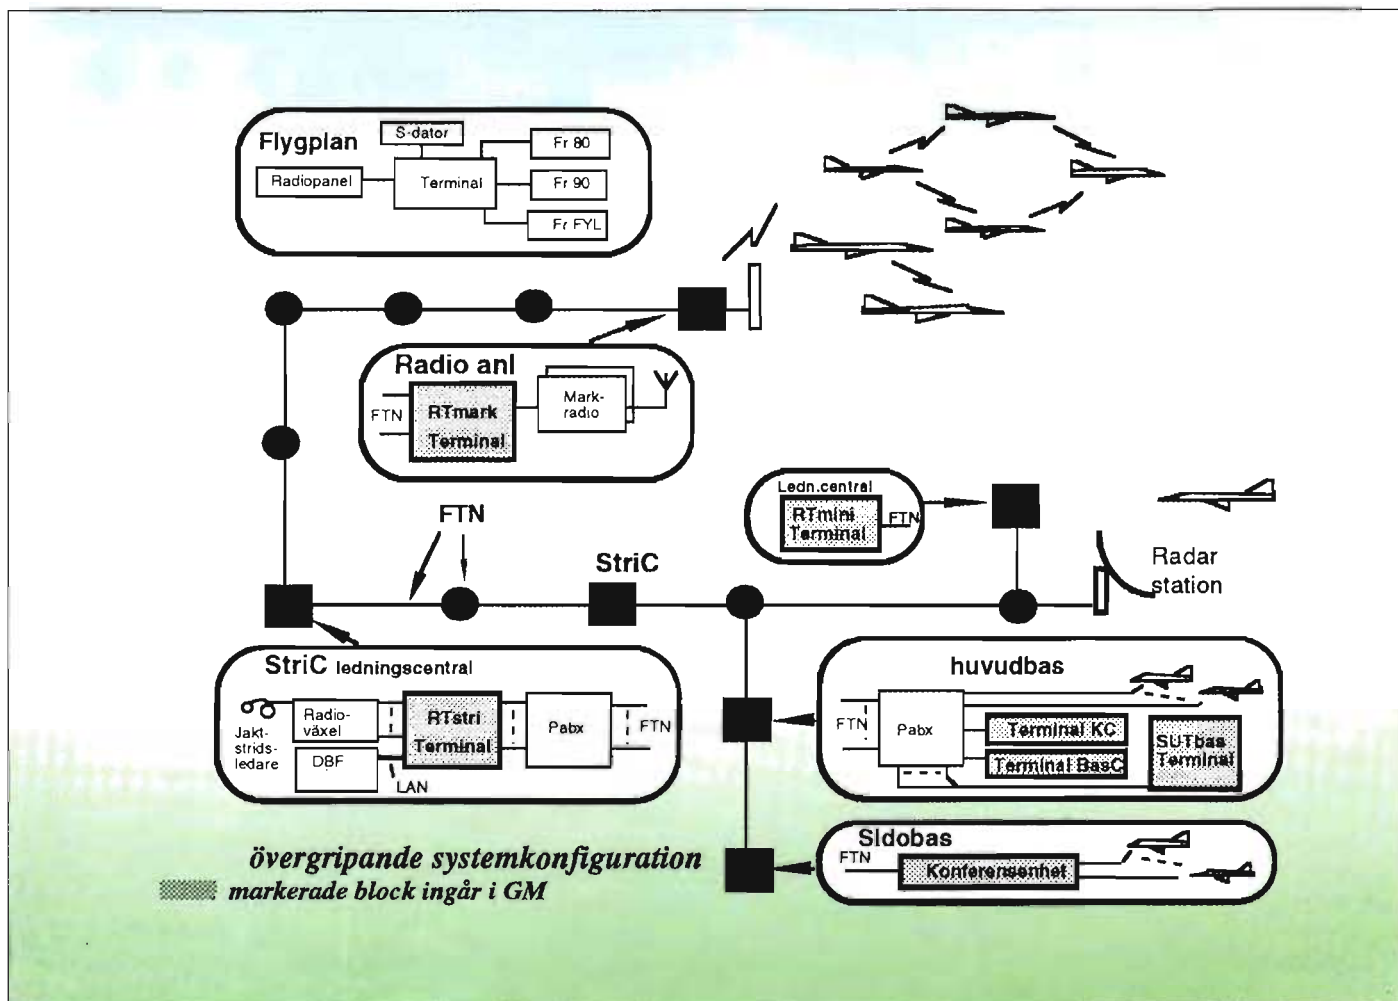 Flygplan
S-dator
Radiopanel
Terminal
Fr 80
Fr 90
Fr FYL
Radio anl
FTN
RTmark
Terminal
Mark-
radio
Ledn.central
RTmini
Terminal
FTN
FTN
StriC
Radar
station
StriC ledningscentral
Jakt-
strids-
ledare
Radio-
växel
DBF
LAN
RTstri
Terminal
Pabx
FTN
huvudbas
FTN
Pabx
Terminal KC
Terminal BasC
SUTbas
Terminal
Sidobas
FTN
Konferensenhet
övergripande systemkonfiguration
markerade block ingår i GM